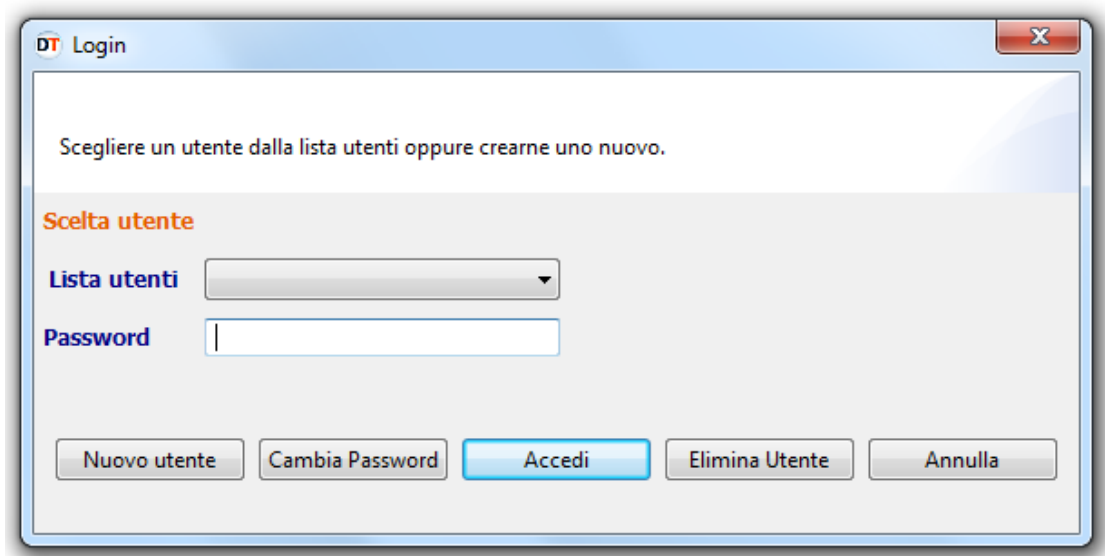 DT Login
Scegliere un utente dalla lista utenti oppure crearne uno nuovo.
Scelta utente
Lista utenti
Password
Nuovo utente Cambia Password Accedi Elimina Utente Annulla